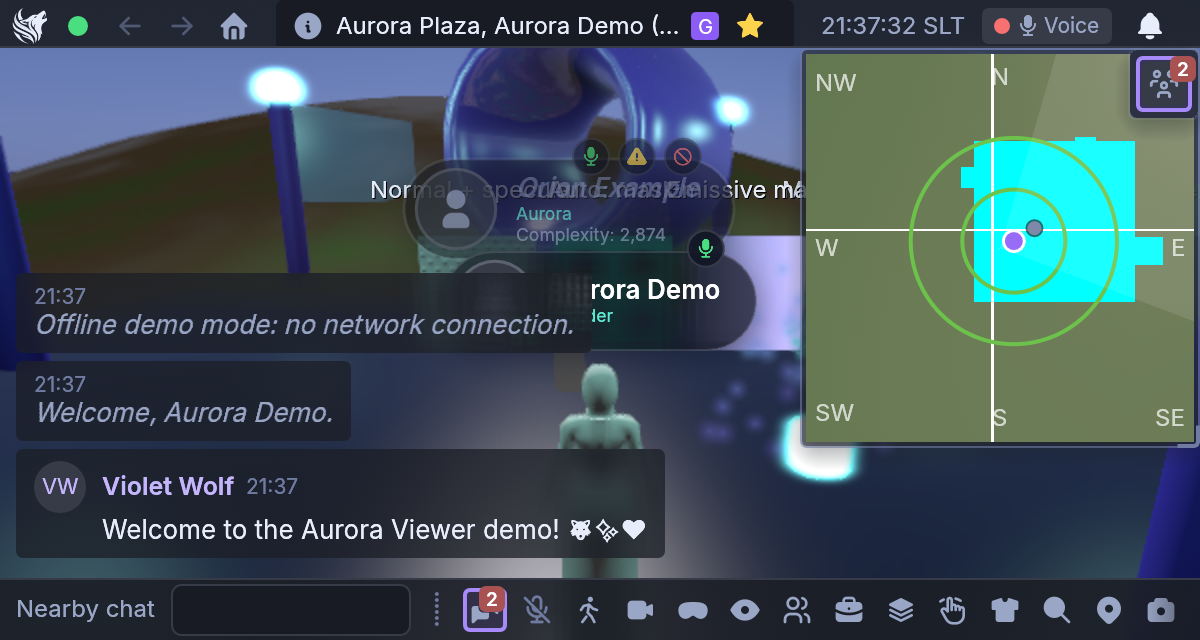 Aurora Plaza, Aurora Demo (... G
21:37:32 SLT
Voice
2
NW
N
W
E
SW
S
SE
Orion Example
Aurora
Complexity: 2,874
rora Demo
der
21:37
Offline demo mode: no network connection.
21:37
Welcome, Aurora Demo.
VW
Violet Wolf 21:37
Welcome to the Aurora Viewer demo!
Nearby chat
2